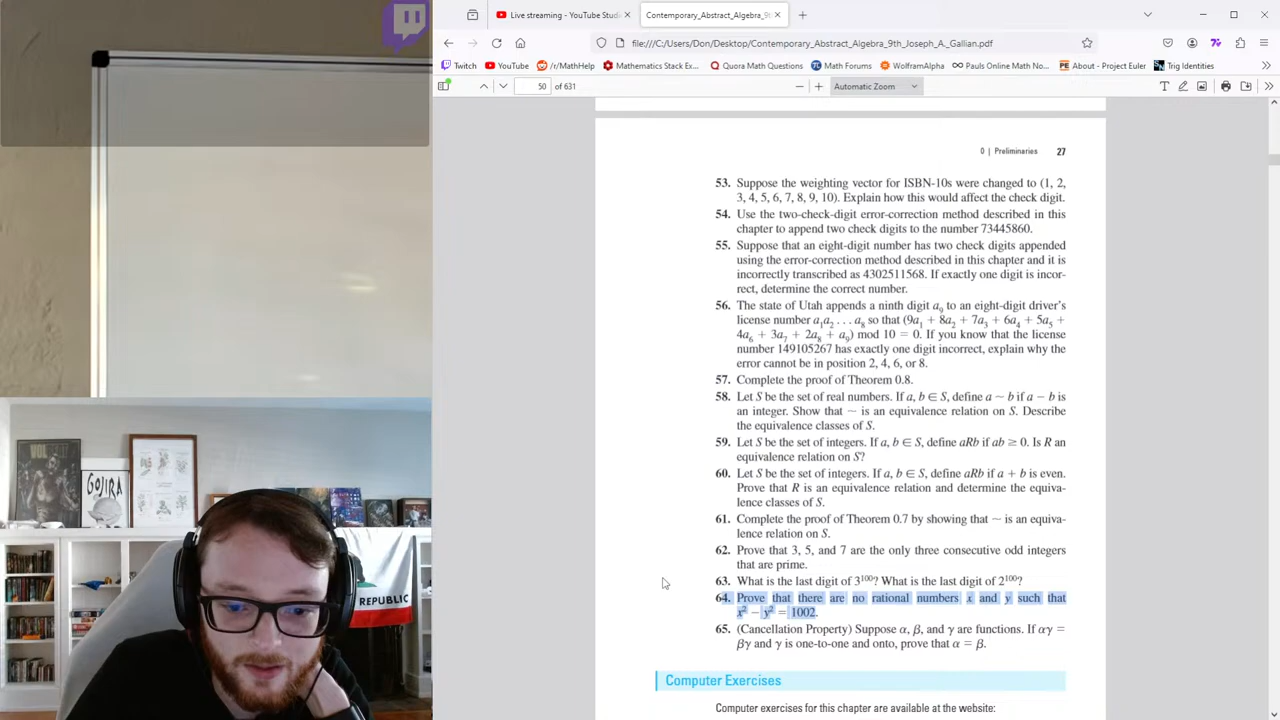 Live streaming - YouTube Stud
Contemporary_Abstract_Algebra_9t
file:///C:/Users/Don/Desktop/Contemporary_Abstract_Algebra_9th_Joseph_A._Gallian.pdf
Twitch YouTube r/MathHelp Mathematics Stack Ex... Quora Mathematics Questions Math Forums WolframAlpha Pauls Online Math No... About - Project Euler Trig Identities
50 of 631
Automatic Zoom
0 | Preliminaries 27
53. Suppose the weighting vector for ISBN-10s were changed to (1, 2,
3, 4, 5, 6, 7, 8, 9, 10). Explain how this would affect the check digit.
54. Use the two-check-digit error-correction method described in this
chapter to append two check digits to the number 73445860.
55. Suppose that an eight-digit number has two check digits appended
using the error-correction method described in this chapter and it is
incorrectly transcribed as 4302511568. If exactly one digit is incor-
rect, determine the correct number.
56. The state of Utah appends a ninth digit a₉ to an eight-digit driver's
license number a₁a₂ . . . a₈ so that (9a₁ + 8a₂ + 7a₃ + 6a₄ + 5a₅ +
4a₆ + 3a₇ + 2a₈ + a₉) mod 10 = 0. If you know that the license
number 149105267 has exactly one digit incorrect, explain why the
error cannot be in position 2, 4, 6, or 8.
57. Complete the proof of Theorem 0.8.
58. Let S be the set of real numbers. If a, b ∈ S, define a ~ b if a − b is
an integer. Show that ~ is an equivalence relation on S. Describe
the equivalence classes of S.
59. Let S be the set of integers. If a, b ∈ S, define aRb if ab ≥ 0. Is R an
equivalence relation on S?
60. Let S be the set of integers. If a, b ∈ S, define aRb if a + b is even.
Prove that R is an equivalence relation and determine the equiva-
lence classes of S.
61. Complete the proof of Theorem 0.7 by showing that ~ is an equiva-
lence relation on S.
62. Prove that 3, 5, and 7 are the only three consecutive odd integers
that are prime.
63. What is the last digit of 3¹⁰⁰? What is the last digit of 2¹⁰⁰?
64. Prove that there are no rational numbers x and y such that
x² − y² = 1002.
65. (Cancellation Property) Suppose α, β, and γ are functions. If αγ =
βγ and γ is one-to-one and onto, prove that α = β.
Computer Exercises
Computer exercises for this chapter are available at the website:
GOJIRA
REPUBLIC